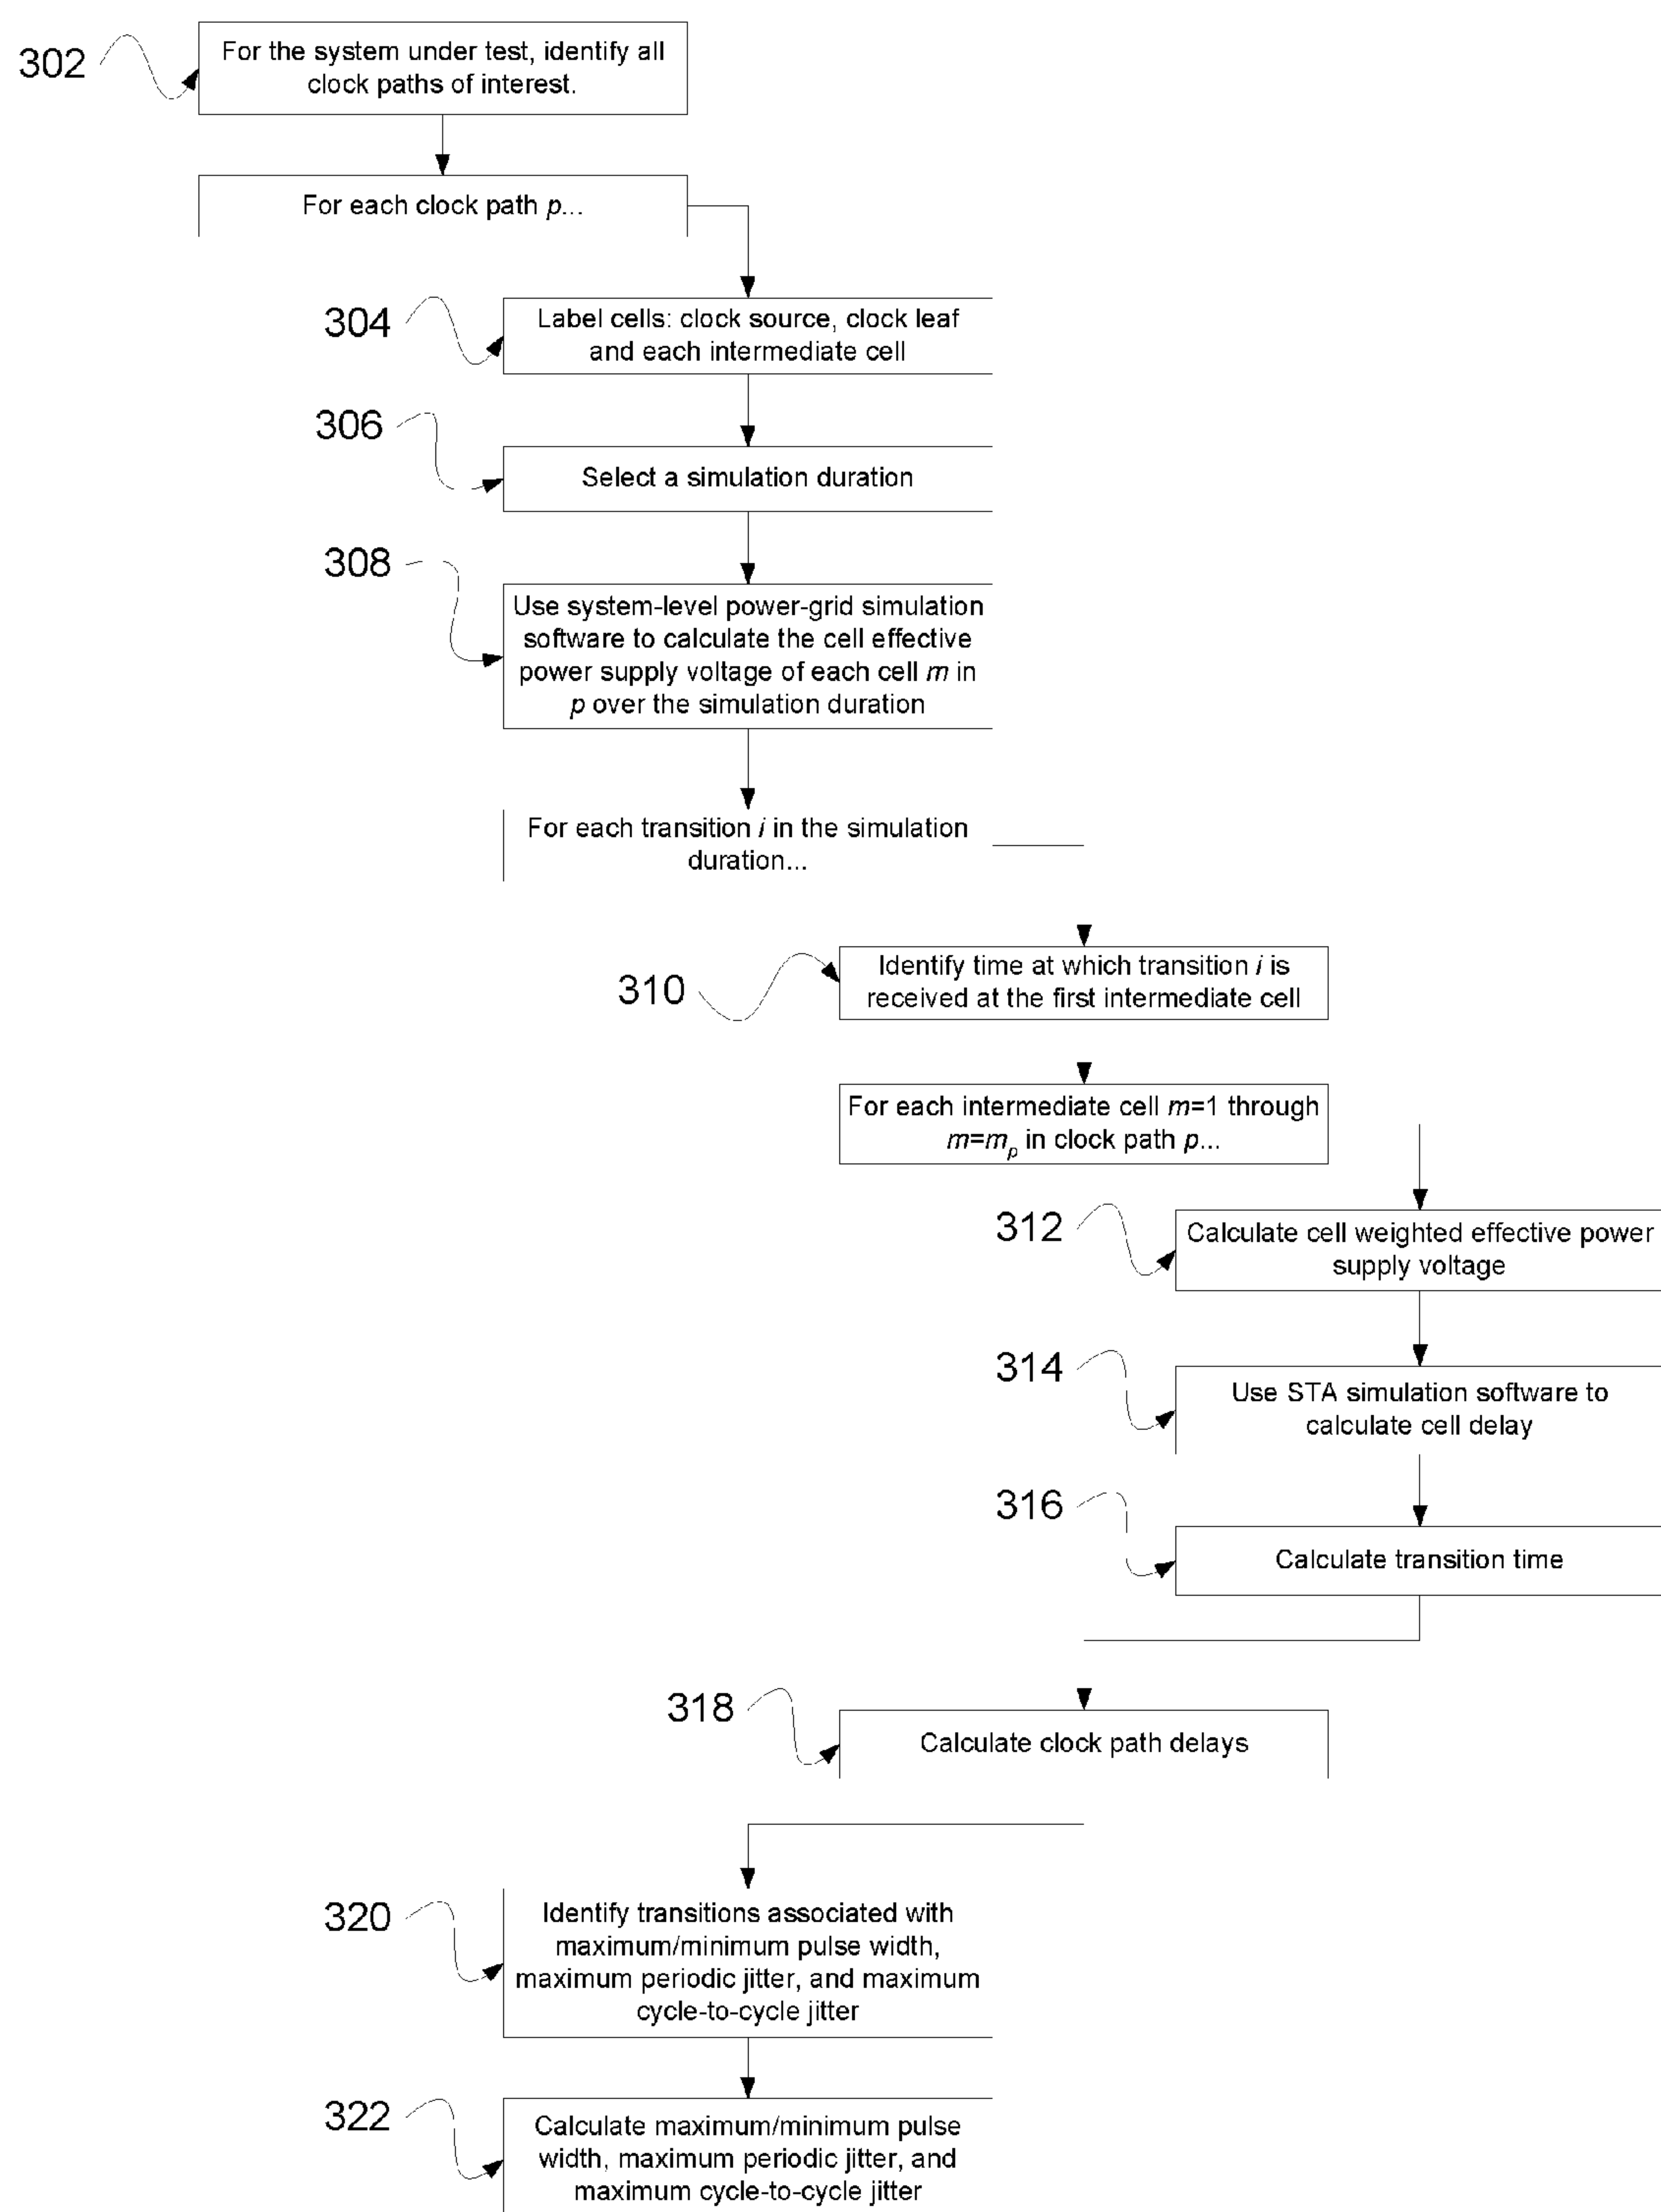 302
For the system under test, identify all
clock paths of interest.
For each clock path p...
304
Label cells: clock source, clock leaf
and each intermediate cell
306
Select a simulation duration
308
Use system-level power-grid simulation
software to calculate the cell effective
power supply voltage of each cell m in
p over the simulation duration
For each transition i in the simulation
duration...
310
Identify time at which transition i is
received at the first intermediate cell
For each intermediate cell m=1 through
m=mp in clock path p...
312
Calculate cell weighted effective power
supply voltage
314
Use STA simulation software to
calculate cell delay
316
Calculate transition time
318
Calculate clock path delays
320
Identify transitions associated with
maximum/minimum pulse width,
maximum periodic jitter, and maximum
cycle-to-cycle jitter
322
Calculate maximum/minimum pulse
width, maximum periodic jitter, and
maximum cycle-to-cycle jitter